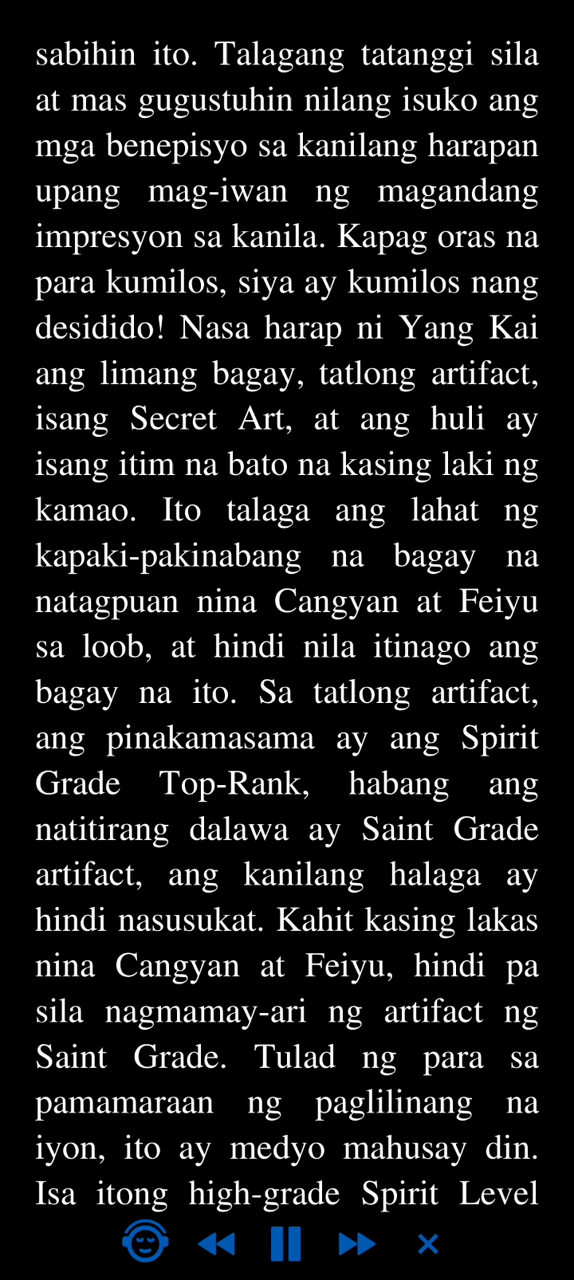 sabihin ito. Talagang tatanggi sila
at mas gugustuhin nilang isuko ang
mga benepisyo sa kanilang harapan
upang mag-iwan ng magandang
impresyon sa kanila. Kapag oras na
para kumilos, siya ay kumilos nang
desidido! Nasa harap ni Yang Kai
ang limang bagay, tatlong artifact,
isang Secret Art, at ang huli ay
isang itim na bato na kasing laki ng
kamao. Ito talaga ang lahat ng
kapaki-pakinabang na bagay na
natagpuan nina Cangyan at Feiyu
sa loob, at hindi nila itinago ang
bagay na ito. Sa tatlong artifact,
ang pinakamasama ay ang Spirit
Grade Top-Rank, habang ang
natitirang dalawa ay Saint Grade
artifact, ang kanilang halaga ay
hindi nasusukat. Kahit kasing lakas
nina Cangyan at Feiyu, hindi pa
sila nagmamay-ari ng artifact ng
Saint Grade. Tulad ng para sa
pamamaraan ng paglilinang na
iyon, ito ay medyo mahusay din.
Isa itong high-grade Spirit Level